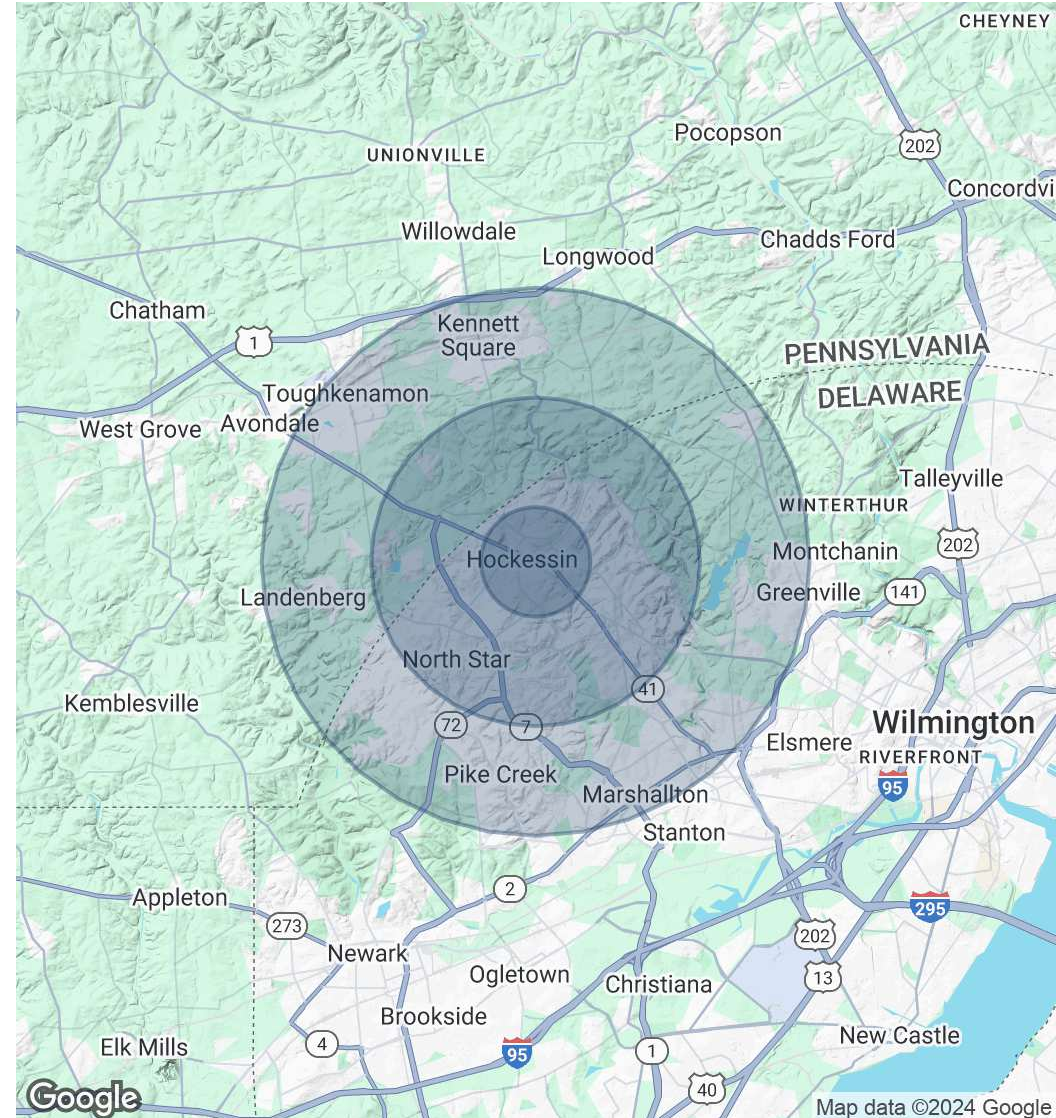 CHEYNEY
Pocopson
202
UNIONVILLE
Concordvi
Willowdale
Chadds Ford
Longwood
Chatham
Kennett
Square
1
PENNSYLVANIA
DELAWARE
Toughkenamon
West Grove
Avondale
Talleyville
WINTERTHUR
Hockessin
Montchanin
202
Greenville
141
Landenberg
North Star
41
Kemblesville
72
7
Wilmington
Elsmere
RIVERFRONT
95
Pike Creek
Marshallton
Stanton
2
Appleton
295
273
202
Newark
Ogletown
Christiana
13
Brookside
New Castle
4
Elk Mills
95
1
40
Google
Map data ©2024 Google